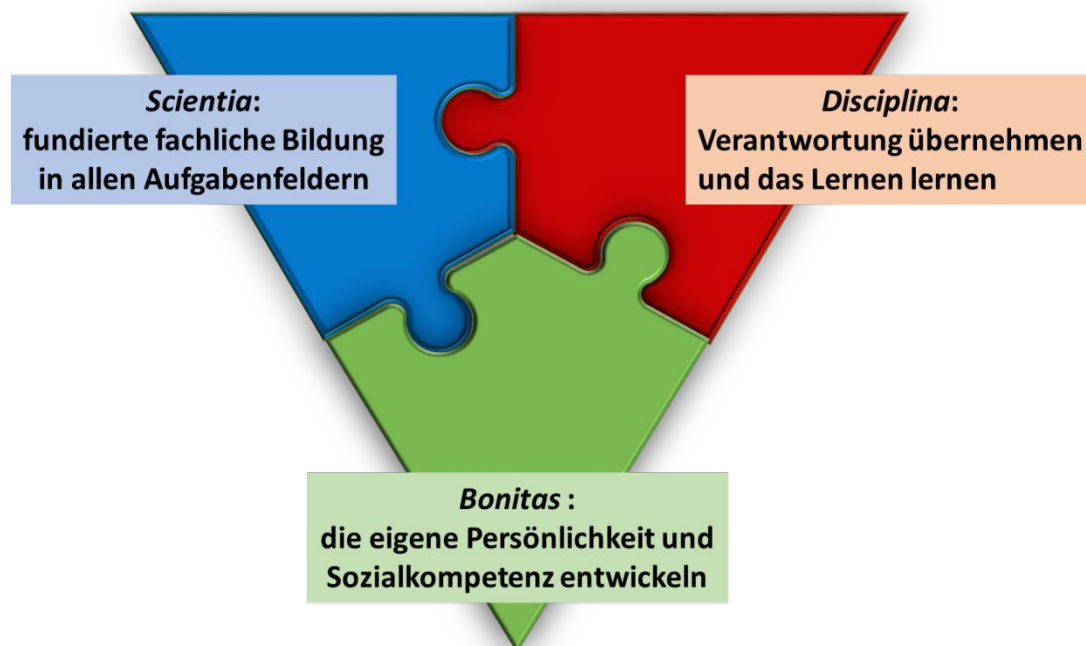 Scientia:
fundierte fachliche Bildung
in allen Aufgabenfeldern
Disciplina:
Verantwortung übernehmen
und das Lernen lernen
Bonitas :
die eigene Persönlichkeit und
Sozialkompetenz entwickeln